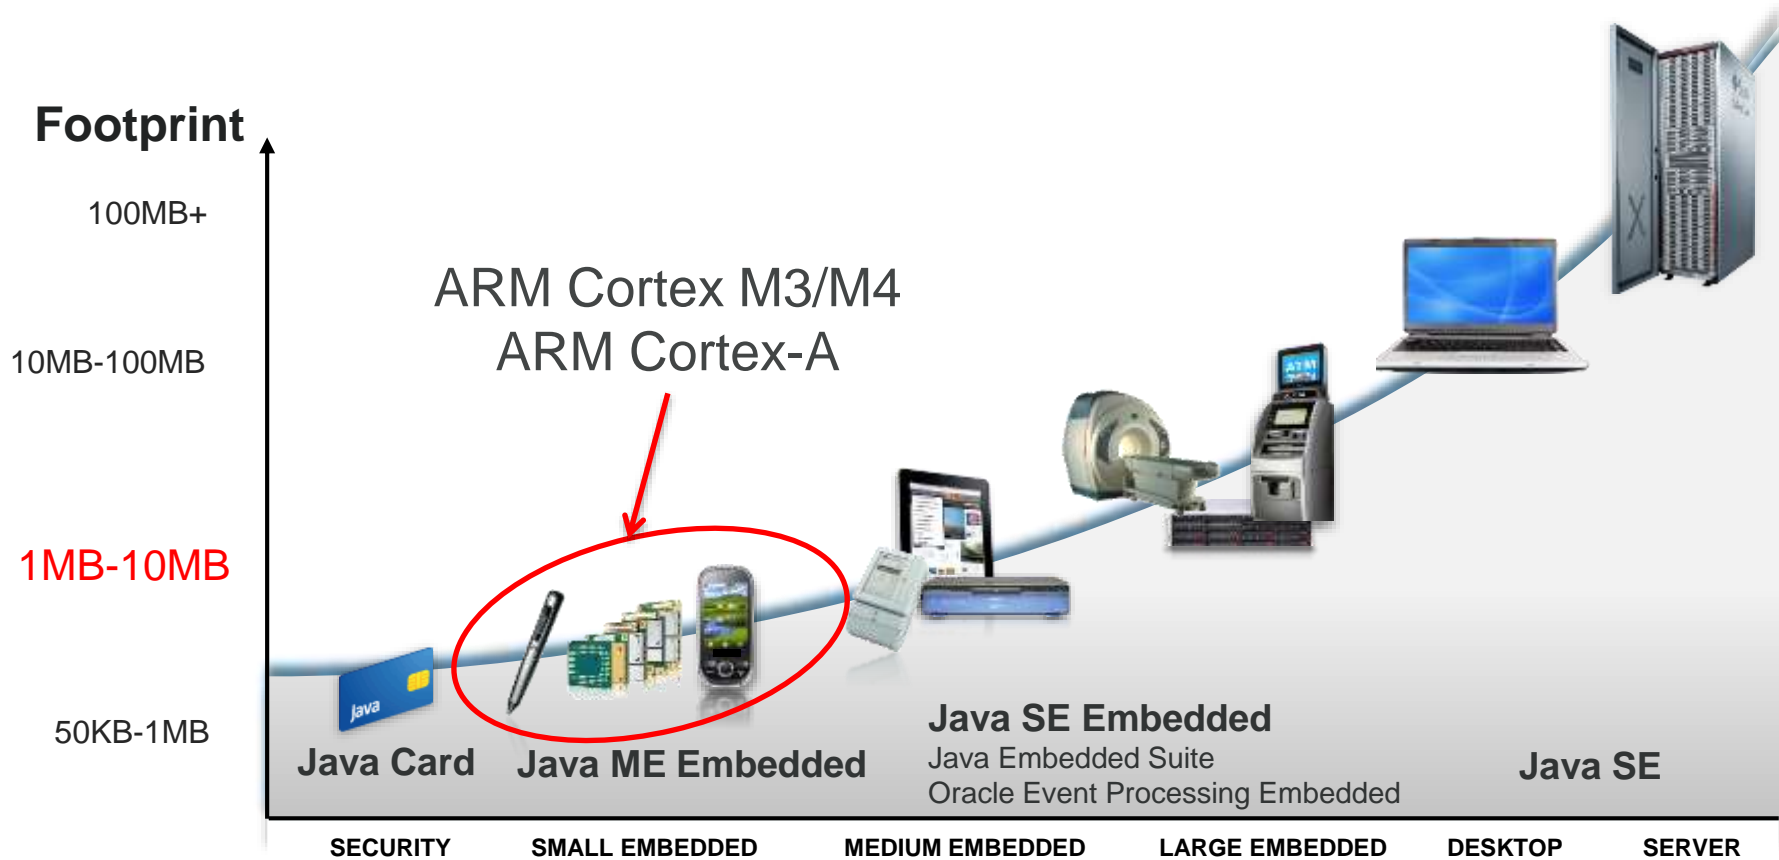 Footprint
100MB+
10MB-100MB
1MB-10MB
50KB-1MB
ARM Cortex M3/M4
ARM Cortex-A
ATM
Java
Java Card
Java ME Embedded
Java SE Embedded
Java Embedded Suite
Oracle Event Processing Embedded
Java SE
SECURITY
SMALL EMBEDDED
MEDIUM EMBEDDED
LARGE EMBEDDED
DESKTOP
SERVER